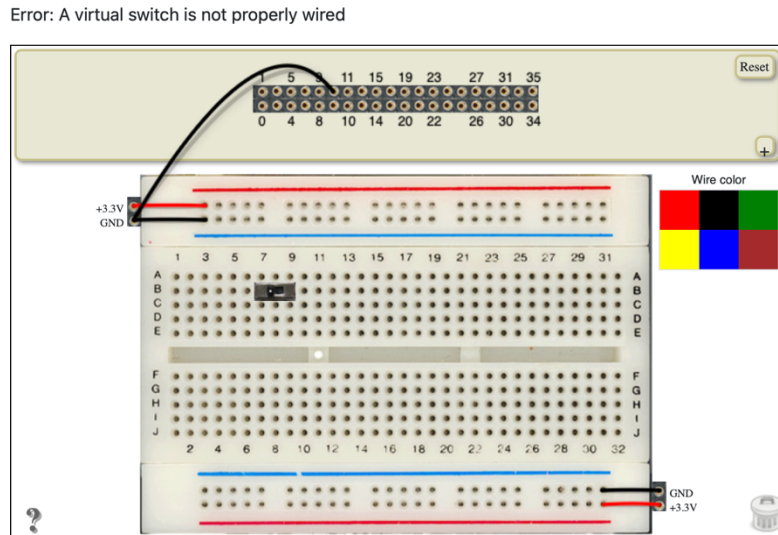 Error: A virtual switch is not properly wired
Reset
1 5 9 11 15 19 23 27 31 35
0 4 8 10 14 20 22 26 30 34
+
Wire color
+3.3V
GND
1 3 5 7 9 11 13 15 17 19 21 23 25 27 29 31
A A
B B
C C
D D
E E
F F
G G
H H
I I
J J
2 4 6 8 10 12 14 16 18 20 22 24 26 28 30 32
GND
+3.3V
?